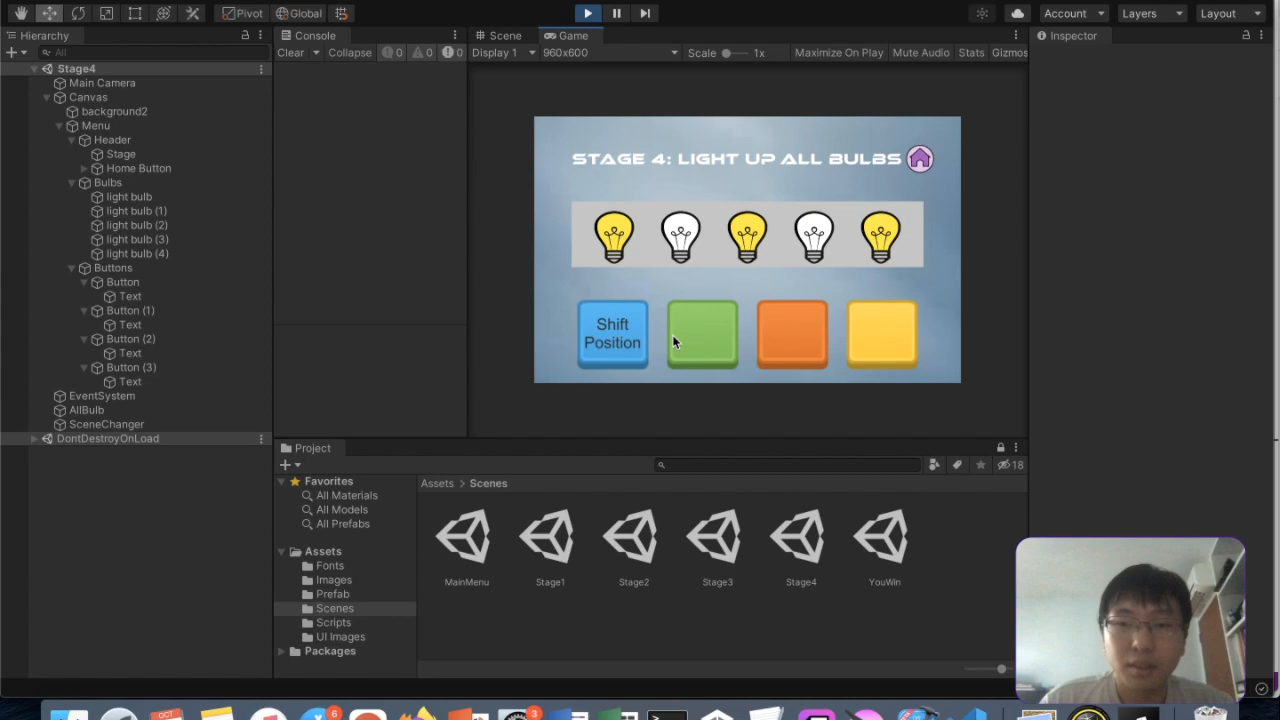 Pivot
Global
Account
Layers
Layout
Hierarchy
Console
Scene
Game
Inspector
All
Clear
Collapse
0
0
0
Display 1
960x600
Scale
1x
Maximize On Play
Mute Audio
Stats
Gizmos
Stage4
Main Camera
Canvas
background2
Menu
Header
Stage
Home Button
Bulbs
light bulb
light bulb (1)
light bulb (2)
light bulb (3)
light bulb (4)
Buttons
Button
Text
Button (1)
Text
Button (2)
Text
Button (3)
Text
EventSystem
AllBulb
SceneChanger
DontDestroyOnLoad
STAGE 4: LIGHT UP ALL BULBS
Shift
Position
Project
18
Favorites
All Materials
All Models
All Prefabs
Assets
Fonts
Images
Prefab
Scenes
Scripts
UI Images
Packages
Assets > Scenes
MainMenu
Stage1
Stage2
Stage3
Stage4
YouWin
OCT
6
3